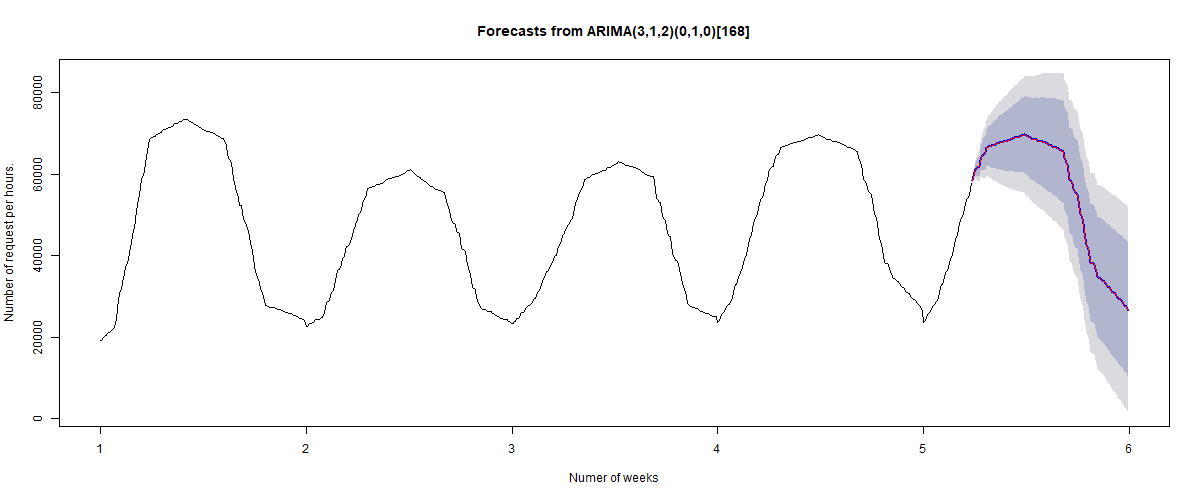 Forecasts from ARIMA(3,1,2)(0,1,0)[168]
Number of request per hours.
80000
60000
40000
20000
0
1 2 3 4 5 6
Numer of weeks